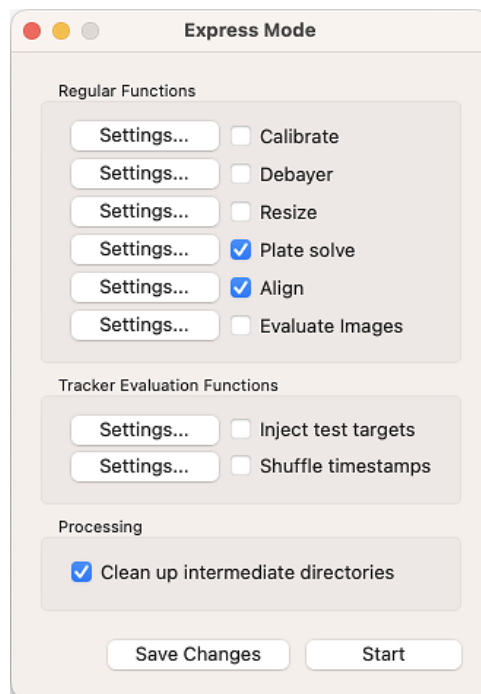 Express Mode
Regular Functions
Settings... Calibrate
Settings... Debayer
Settings... Resize
Settings... Plate solve
Settings... Align
Settings... Evaluate Images
Tracker Evaluation Functions
Settings... Inject test targets
Settings... Shuffle timestamps
Processing
Clean up intermediate directories
Save Changes Start